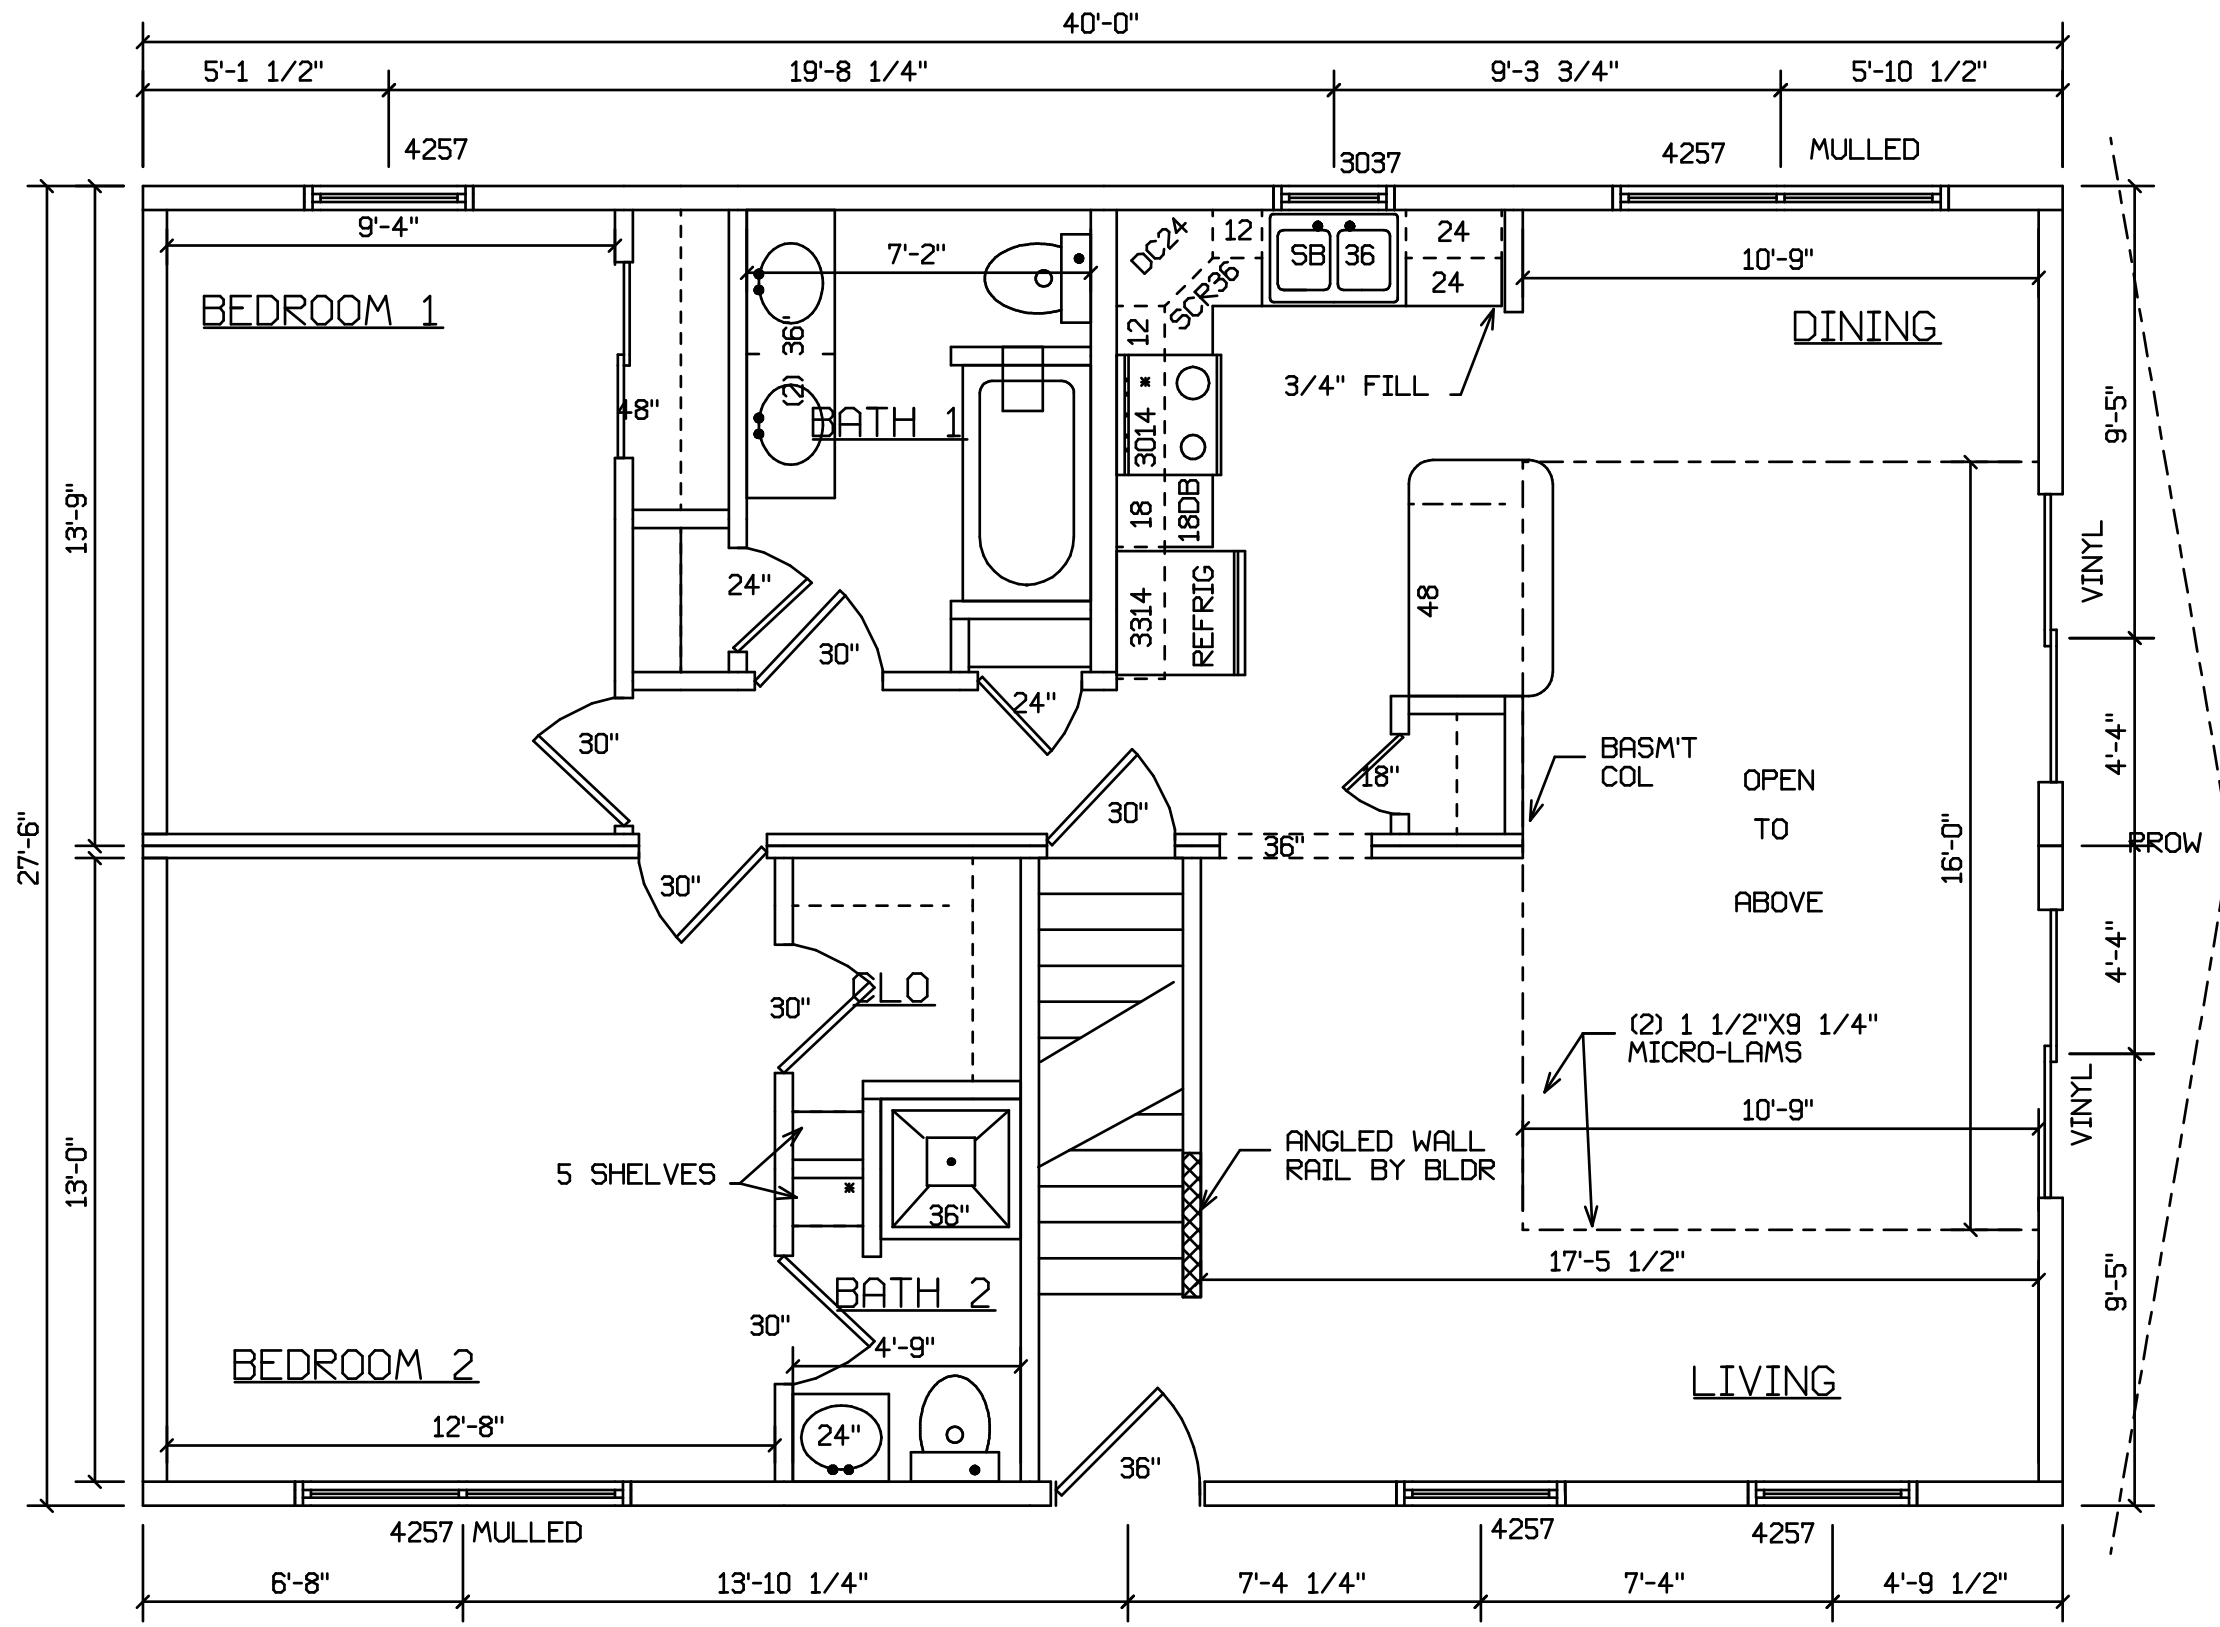 40'-0"
5'-1 1/2"
19'-8 1/4"
9'-3 3/4"
5'-10 1/2"
4257
3037
4257
MULLED
9'-4"
7'-2"
DC24
12
SB 36
24
24
10'-9"
SCR36
BEDROOM 1
(2) 36"
12
DINING
3/4" FILL
48"
BATH 1
*
3014
9'-5"
13'-9"
18
18DB
VINYL
24"
3314
REFRIG
48
30"
24"
30"
BASM'T
COL
18"
OPEN
TO
ABOVE
4'-4"
30"
36"
27'-6"
16'-0"
PROW
30"
4'-4"
CLO
30"
(2) 1 1/2"X9 1/4"
MICRO-LAMS
10'-9"
VINYL
13'-0"
5 SHELVES
*
ANGLED WALL
RAIL BY BLDR
36"
17'-5 1/2"
9'-5"
BATH 2
30"
4'-9"
BEDROOM 2
LIVING
12'-8"
24"
36"
4257 MULLED
4257
4257
6'-8"
13'-10 1/4"
7'-4 1/4"
7'-4"
4'-9 1/2"